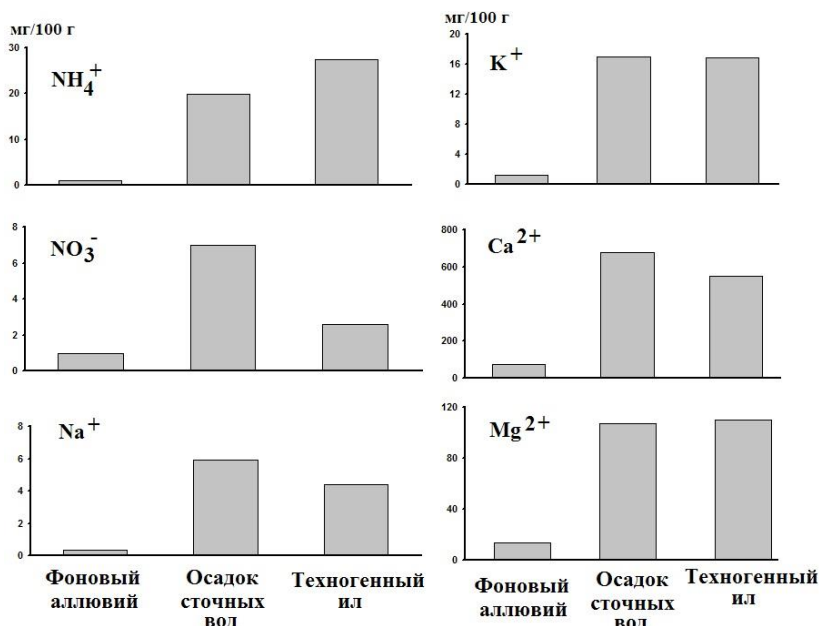 мг/100 г
30
20
10
0
NH4+
8
6
4
2
0
NO3-
8
6
4
2
0
Na+
Фоновый
аллювий
Осадок
сточных
вод
Техногенный
ил
мг/100 г
20
16
12
8
4
0
K+
800
600
400
200
0
Ca2+
120
80
40
0
Mg2+
Фоновый
аллювий
Осадок
сточных
вод
Техногенный
ил